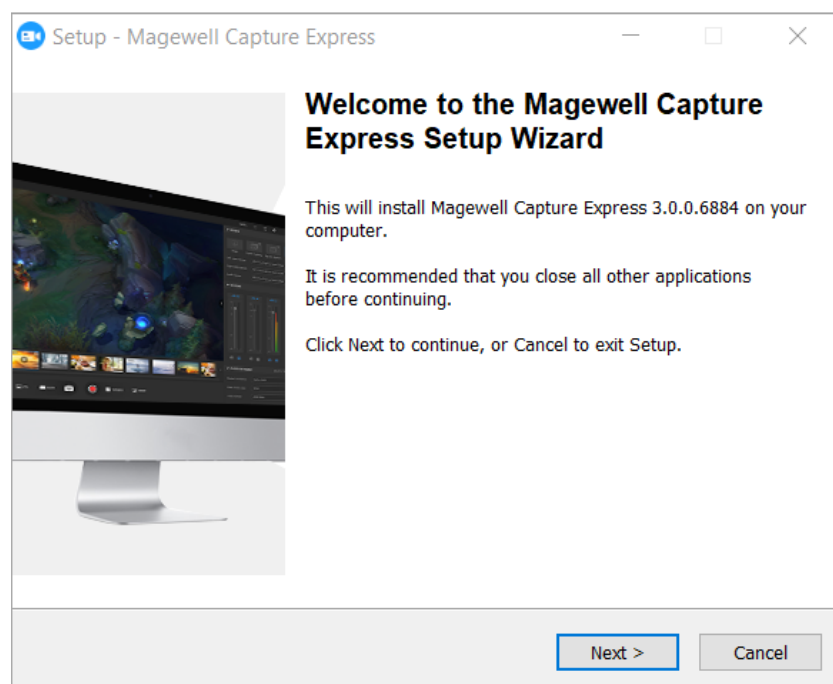 Setup - Magewell Capture Express
Welcome to the Magewell Capture
Express Setup Wizard
This will install Magewell Capture Express 3.0.0.6884 on your
computer.
It is recommended that you close all other applications
before continuing.
Click Next to continue, or Cancel to exit Setup.
Next >
Cancel